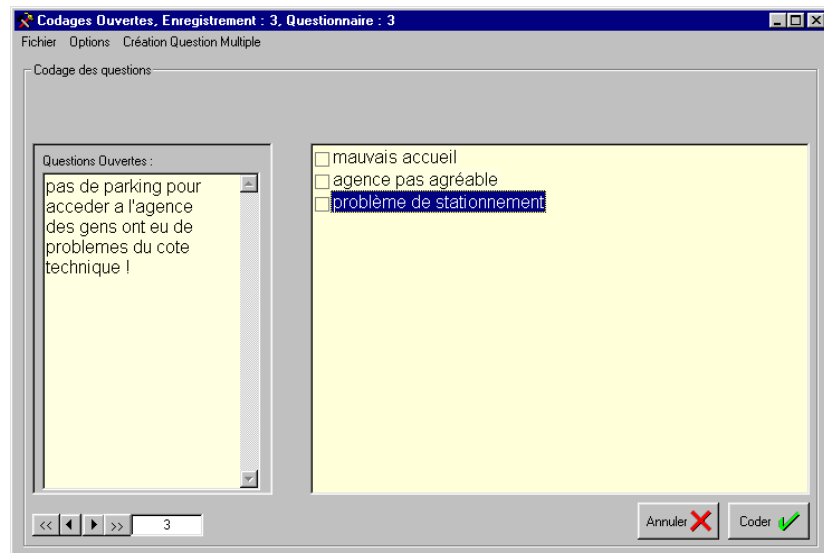 Codages Ouvertes, Enregistrement : 3, Questionnaire : 3
Fichier Options Création Question Multiple
Codage des questions
Questions Ouvertes :
pas de parking pour
acceder a l'agence
des gens ont eu de
problemes du cote
technique !
mauvais accueil
agence pas agréable
problème de stationnement
<< 3 >>
Annuler
Coder